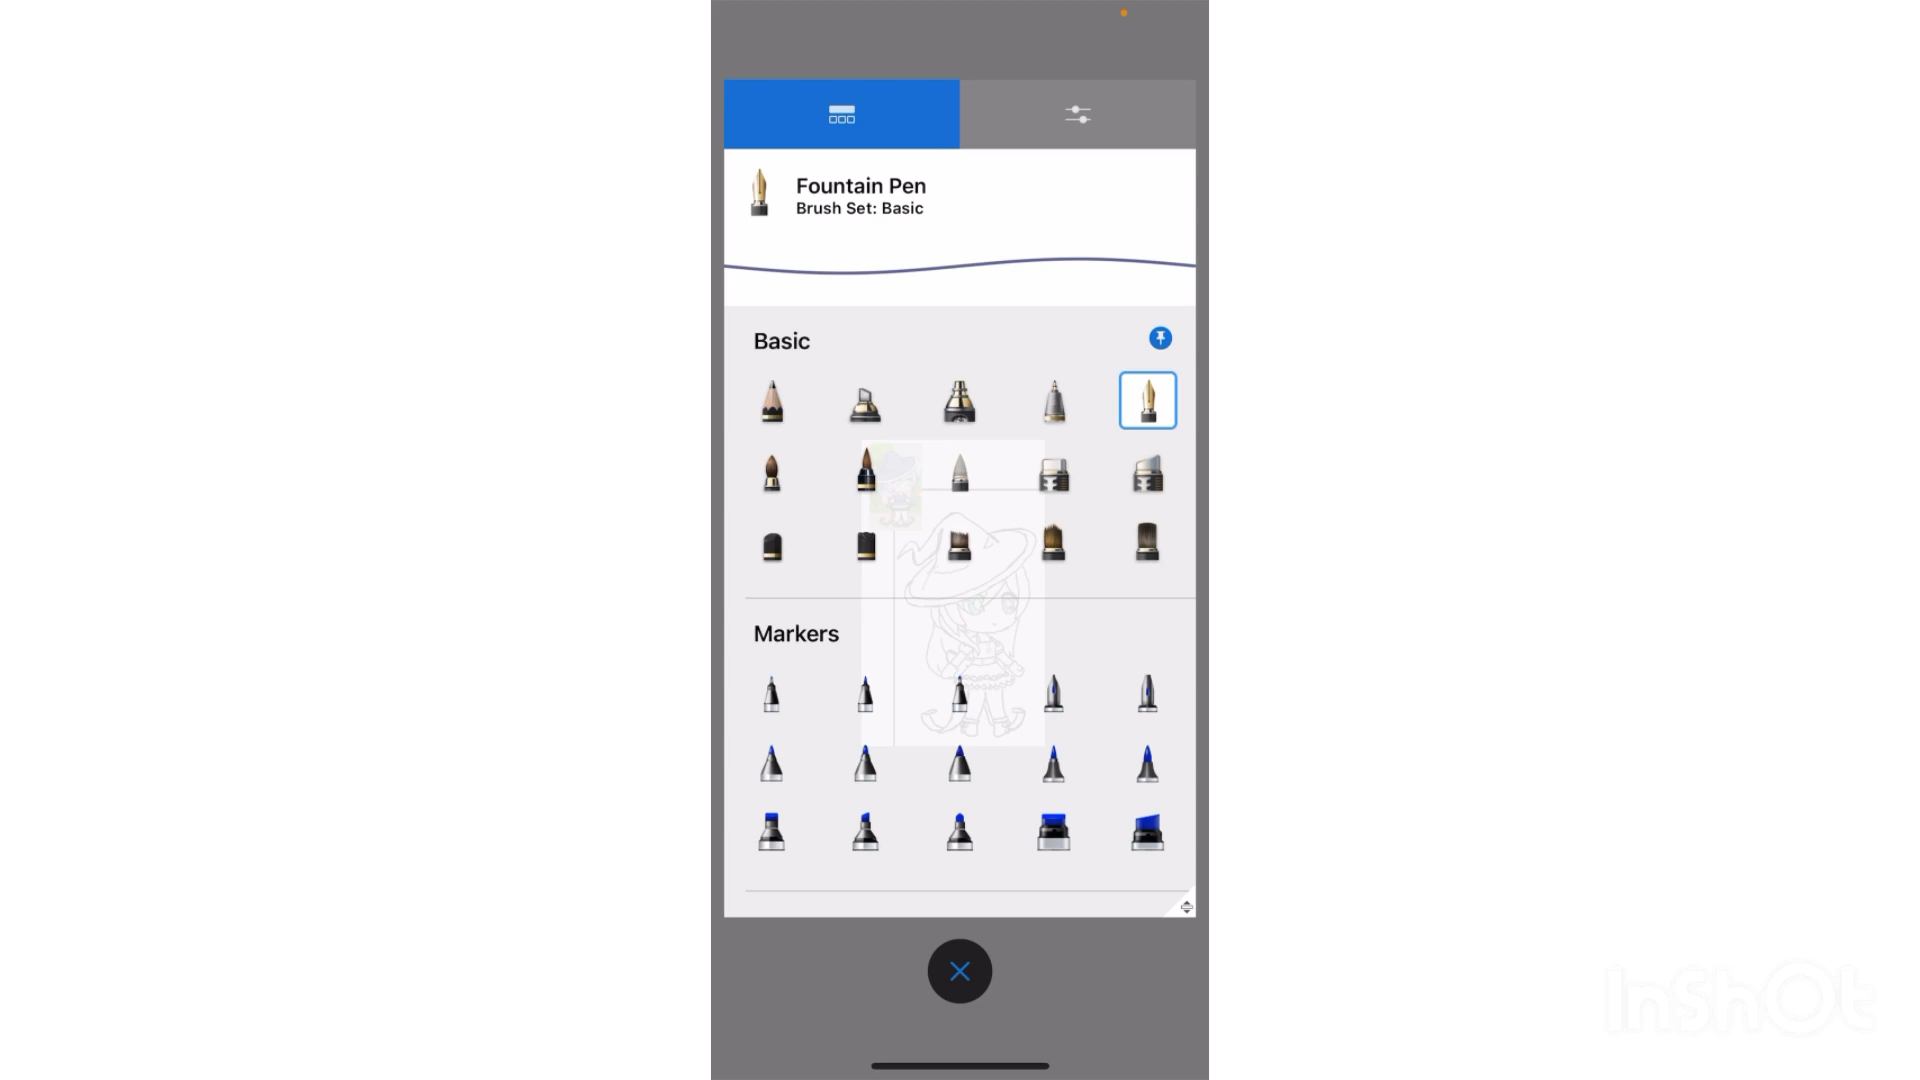 Fountain Pen
Brush Set: Basic
Basic
Markers
InShOt